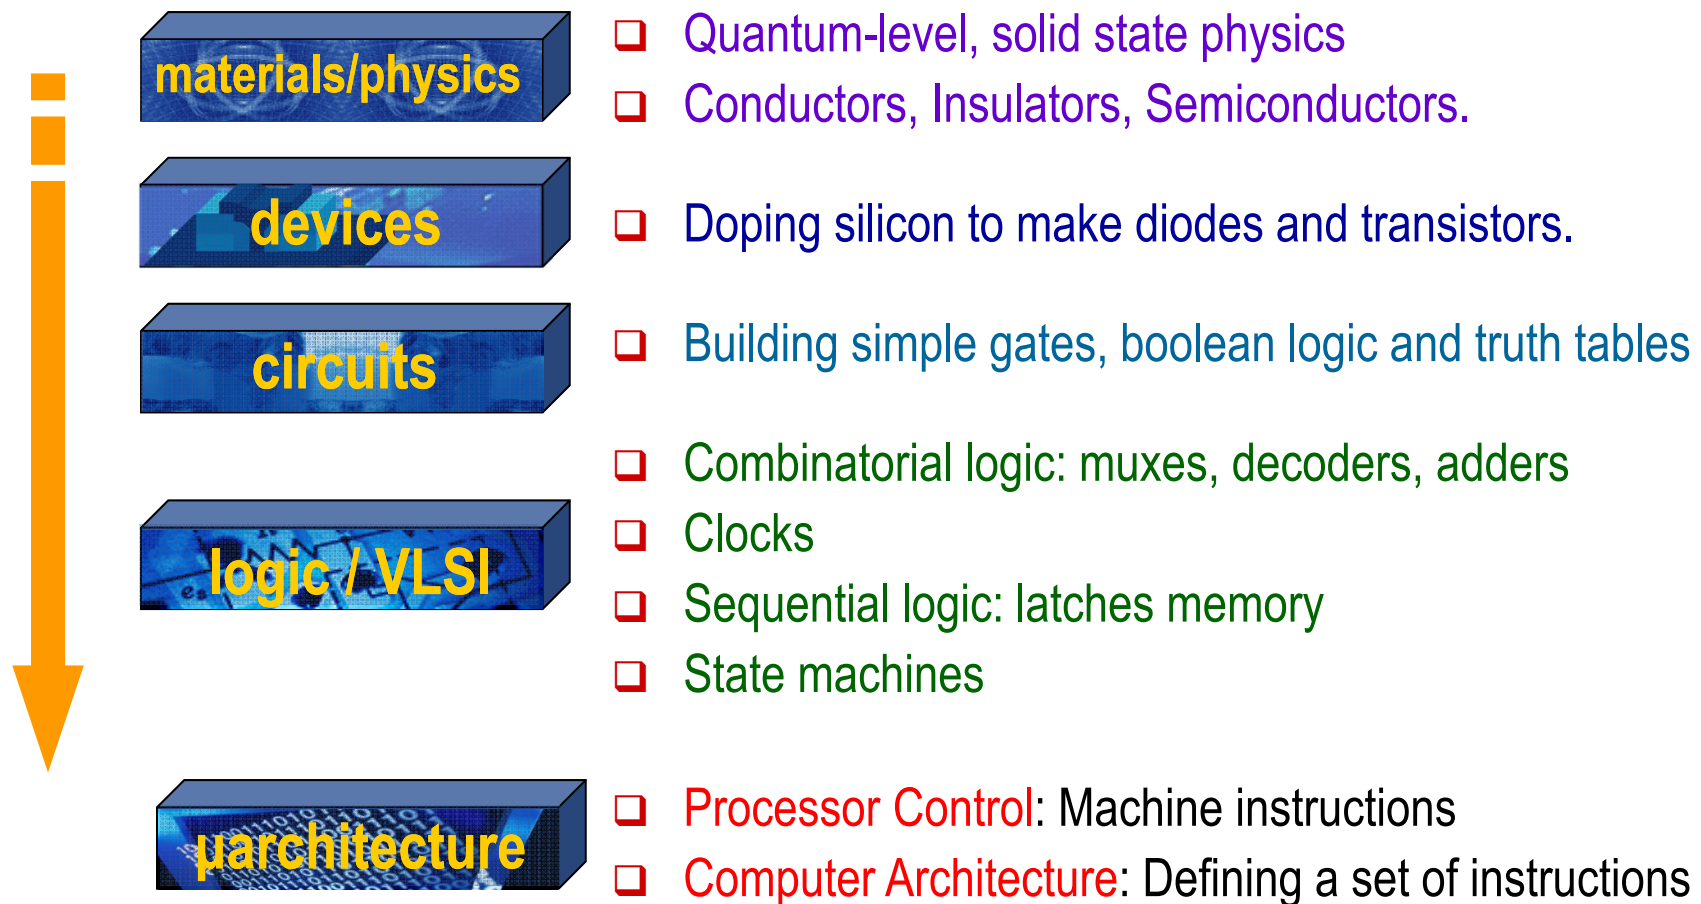 materials/physics
Quantum-level, solid state physics
Conductors, Insulators, Semiconductors.
devices
Doping silicon to make diodes and transistors.
circuits
Building simple gates, boolean logic and truth tables
logic / VLSI
Combinatorial logic: muxes, decoders, adders
Clocks
Sequential logic: latches memory
State machines
µarchitecture
Processor Control: Machine instructions
Computer Architecture: Defining a set of instructions